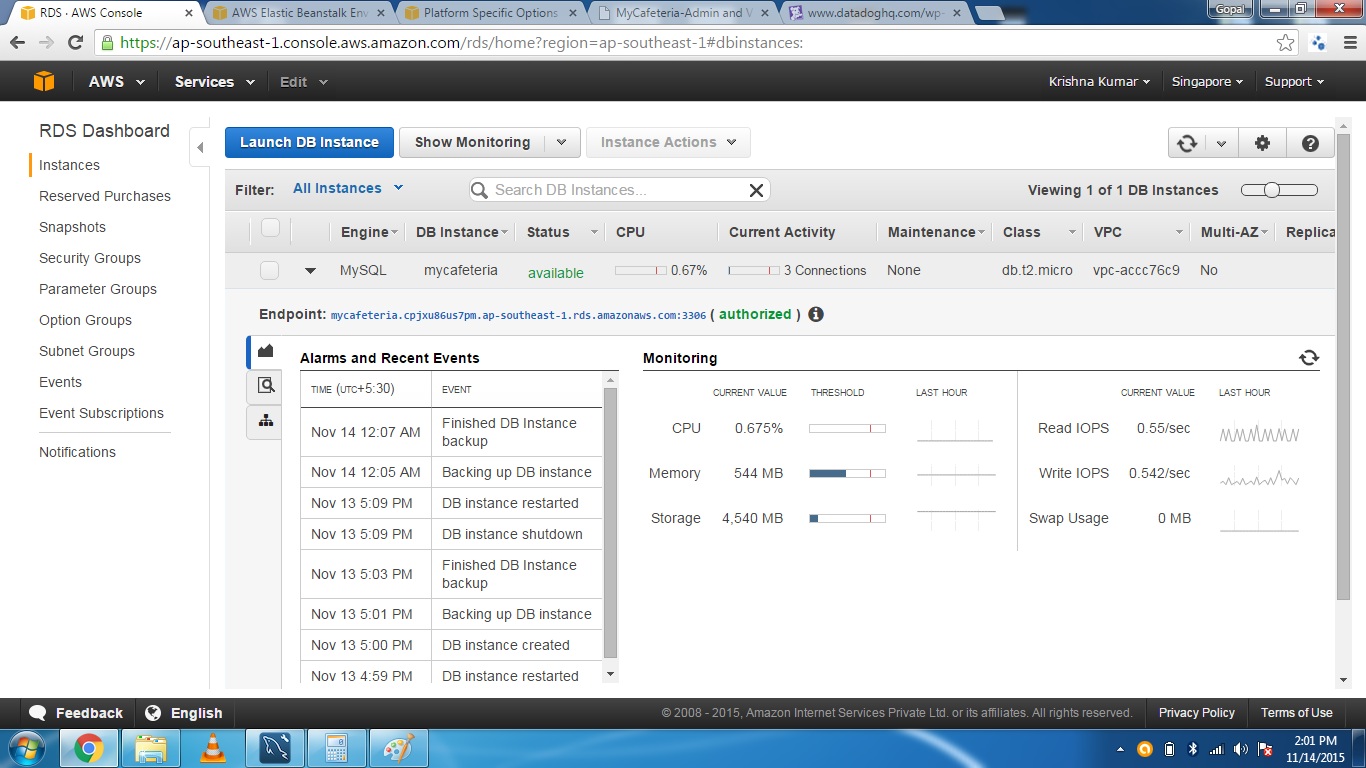 RDS · AWS Console
AWS Elastic Beanstalk Env
Platform Specific Options
MyCafeteria-Admin and V
www.datadoghq.com/wp-
Gopal
https://ap-southeast-1.console.aws.amazon.com/rds/home?region=ap-southeast-1#dbinstances:
AWS Services Edit Krishna Kumar Singapore Support
RDS Dashboard
Instances
Reserved Purchases
Snapshots
Security Groups
Parameter Groups
Option Groups
Subnet Groups
Events
Event Subscriptions
Notifications
Launch DB Instance Show Monitoring Instance Actions
Filter: All Instances Search DB Instances... Viewing 1 of 1 DB Instances
Engine DB Instance Status CPU Current Activity Maintenance Class VPC Multi-AZ Replica
MySQL mycafeteria available 0.67% 3 Connections None db.t2.micro vpc-accc76c9 No
Endpoint: mycafeteria.cpjxu86us7pm.ap-southeast-1.rds.amazonaws.com:3306 ( authorized )
Alarms and Recent Events
TIME (UTC+5:30) EVENT
Nov 14 12:07 AM Finished DB Instance
backup
Nov 14 12:05 AM Backing up DB instance
Nov 13 5:09 PM DB instance restarted
Nov 13 5:09 PM DB instance shutdown
Nov 13 5:03 PM Finished DB Instance
backup
Nov 13 5:01 PM Backing up DB instance
Nov 13 5:00 PM DB instance created
Nov 13 4:59 PM DB instance restarted
Monitoring
CURRENT VALUE THRESHOLD LAST HOUR
CPU 0.675%
Memory 544 MB
Storage 4,540 MB
CURRENT VALUE LAST HOUR
Read IOPS 0.55/sec
Write IOPS 0.542/sec
Swap Usage 0 MB
Feedback English © 2008 - 2015, Amazon Internet Services Private Ltd. or its affiliates. All rights reserved. Privacy Policy Terms of Use
2:01 PM
11/14/2015